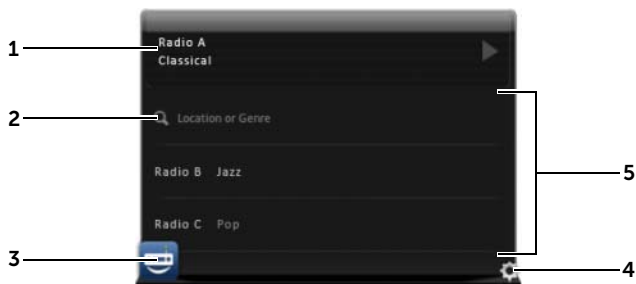 1
Radio A
Classical
2
Location or Genre
5
Radio B Jazz
Radio C Pop
3
4